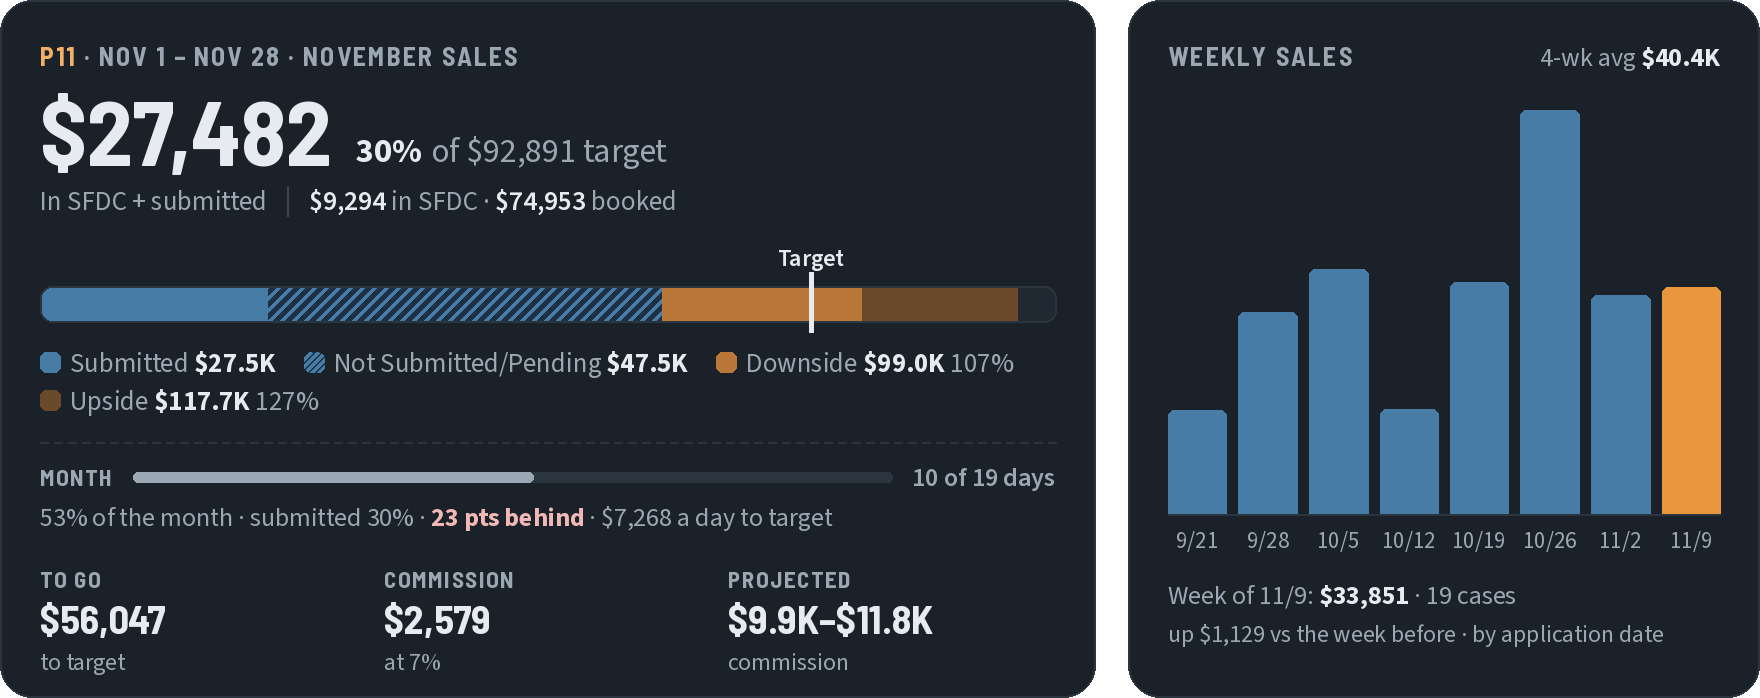 P11 · NOV 1 – NOV 28 · NOVEMBER SALES
$27,482 30% of $92,891 target
In SFDC + submitted $9,294 in SFDC · $74,953 booked
Target
Submitted $27.5K Not Submitted/Pending $47.5K Downside $99.0K 107%
Upside $117.7K 127%
MONTH 10 of 19 days
53% of the month · submitted 30% · 23 pts behind · $7,268 a day to target
TO GO COMMISSION PROJECTED
$56,047 $2,579 $9.9K–$11.8K
to target at 7% commission
WEEKLY SALES 4-wk avg $40.4K
9/21 9/28 10/5 10/12 10/19 10/26 11/2 11/9
Week of 11/9: $33,851 · 19 cases
up $1,129 vs the week before · by application date